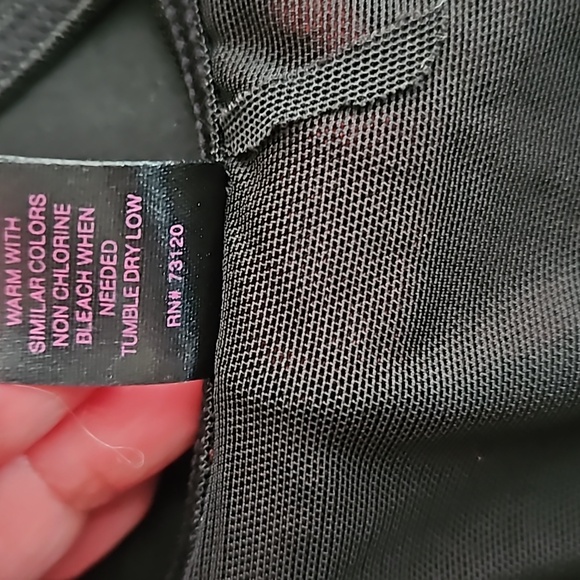 WARM WITH
SIMILAR COLORS
NON CHLORINE
BLEACH WHEN
NEEDED
TUMBLE DRY LOW
RN# 73120